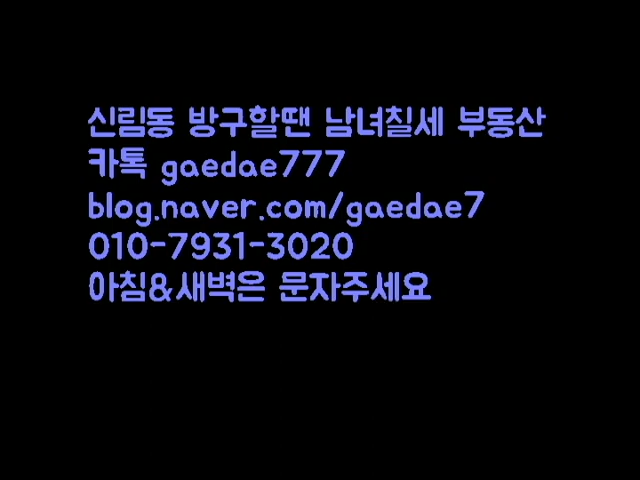 신림동 방구할땐 남녀칠세 부동산
카톡 gaedae777
blog.naver.com/gaedae7
010-7931-3020
아침&새벽은 문자주세요